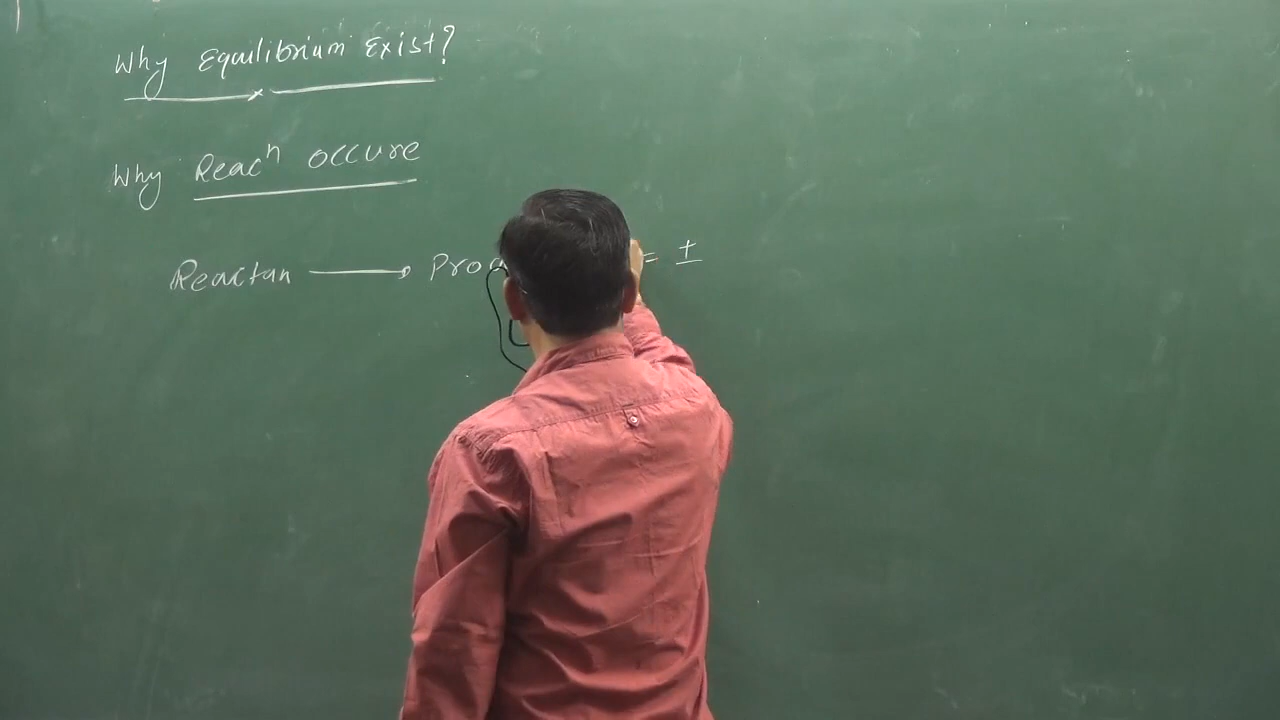 Why Equilibrium Exist?
Why Reacⁿ occure
Reactan → Prod = ±